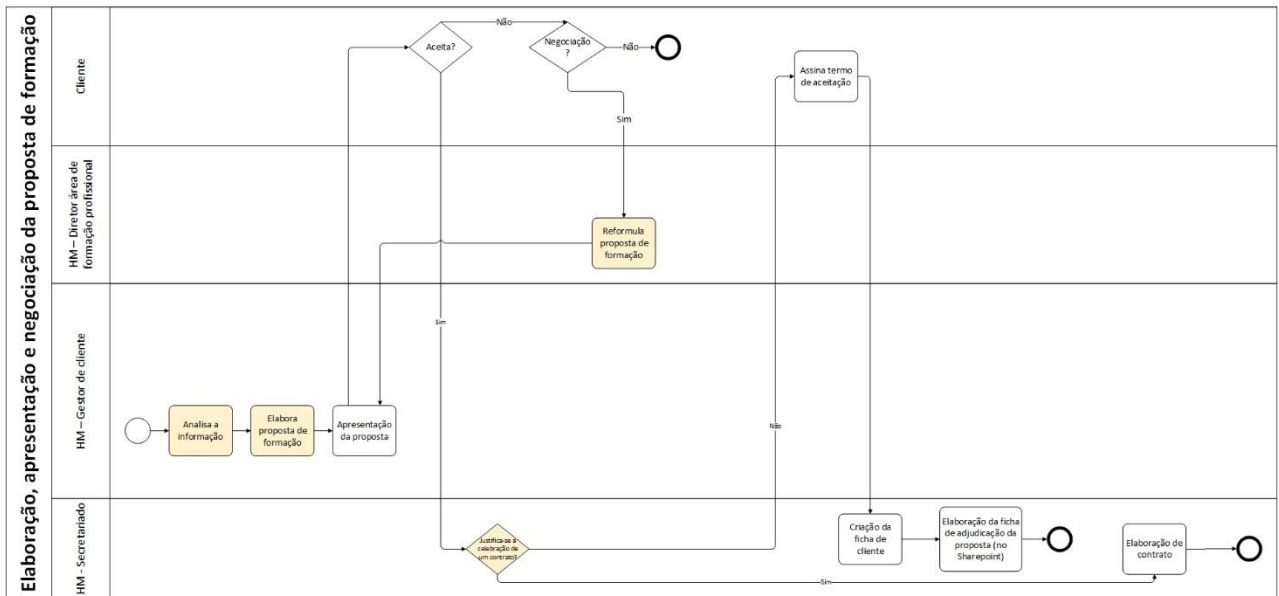 Elaboração, apresentação e negociação da proposta de formação
Cliente
Aceita?
Não
Negociação
?
Não
Sim
Assina termo
de aceitação
HM – Diretor área de
formação profissional
Reformula
proposta de
formação
HM – Gestor de cliente
Analisa a
informação
Elabora
proposta de
formação
Apresentação
da proposta
Sim
Não
HM - Secretariado
Justifica-se a
celebração de
um contrato?
Criação da
ficha de
cliente
Elaboração da ficha
de adjudicação da
proposta (no
Sharepoint)
Elaboração de
contrato
Sim